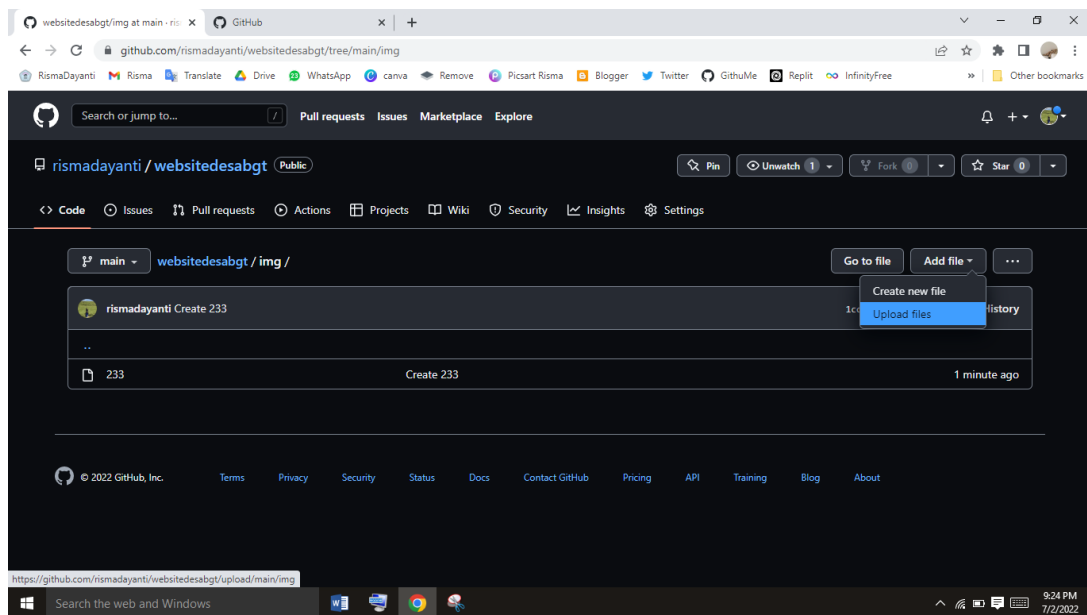 websitedesabgt/img at main · ris
GitHub
github.com/rismadayanti/websitedesabgt/tree/main/img
RismaDayanti Risma Translate Drive WhatsApp canva Remove Picsart Risma Blogger Twitter GithuMe Replit InfinityFree » Other bookmarks
Search or jump to... / Pull requests Issues Marketplace Explore
rismadayanti / websitedesabgt Public Pin Unwatch 1 Fork 0 Star 0
<> Code Issues Pull requests Actions Projects Wiki Security Insights Settings
main websitedesabgt / img / Go to file Add file ...
Create new file
Upload files
rismadayanti Create 233 History
..
233 Create 233 1 minute ago
© 2022 GitHub, Inc. Terms Privacy Security Status Docs Contact GitHub Pricing API Training Blog About
https://github.com/rismadayanti/websitedesabgt/upload/main/img
Search the web and Windows
9:24 PM
7/2/2022